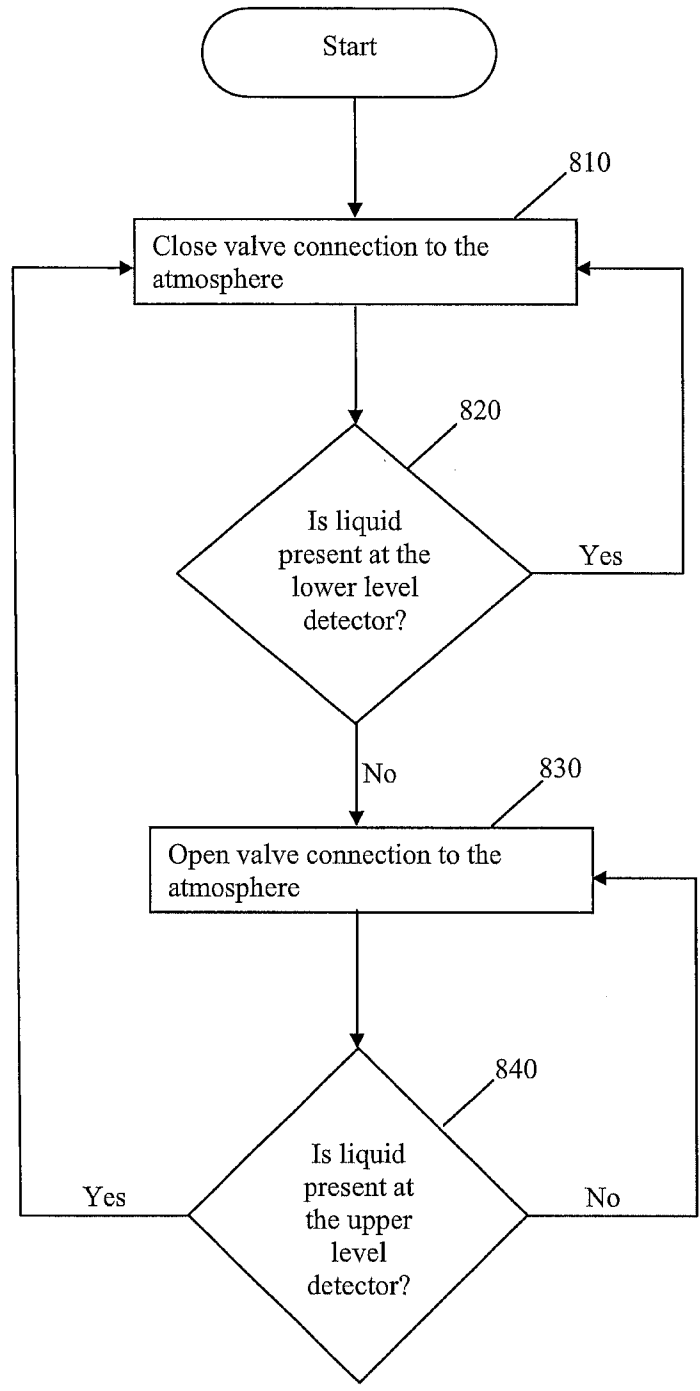 Start
810
Close valve connection to the
atmosphere
820
Is liquid
present at the
lower level
detector?
Yes
No
830
Open valve connection to the
atmosphere
840
Is liquid
present at
the upper
level
detector?
Yes
No